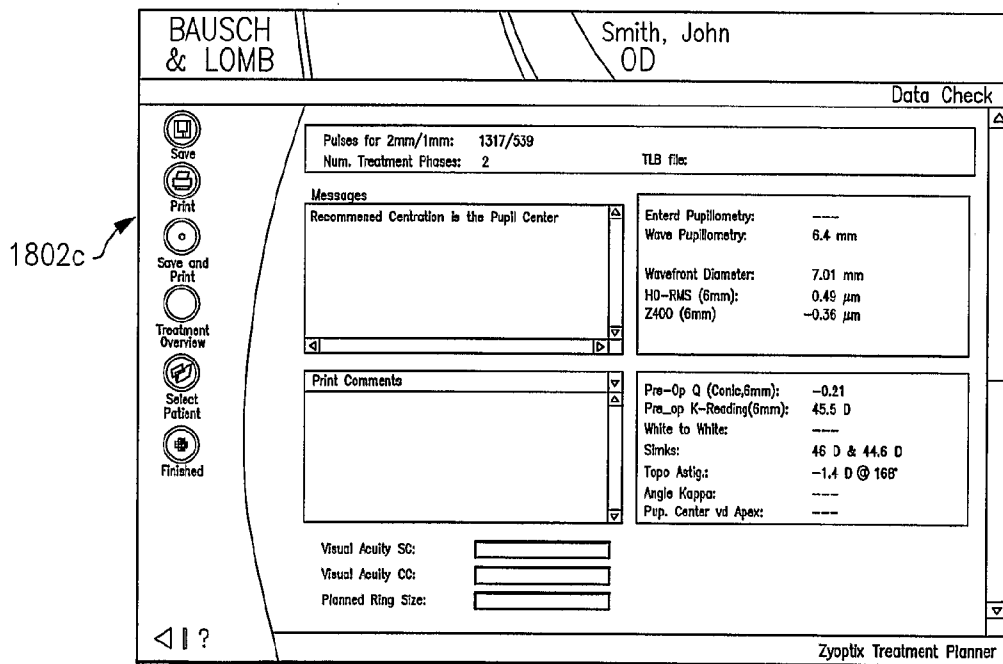 BAUSCH
& LOMB
Smith, John
OD
Data Check
1802c
Save
Print
Save and
Print
Treatment
Overview
Select
Patient
Finished
Pulses for 2mm/1mm: 1317/539
Num. Treatment Phases: 2 TLB file:
Messages
Recommened Centration is the Pupil Center
Enterd Pupillometry: ---
Wave Pupillometry: 6.4 mm
Wavefront Diameter: 7.01 mm
HO-RMS (6mm): 0.49 μm
Z400 (6mm) -0.36 μm
Print Comments
Pre-Op Q (Conic,6mm): -0.21
Pre_op K-Reading(6mm): 45.5 D
White to White: ---
Simks: 46 D & 44.6 D
Topo Astig.: -1.4 D @ 168°
Angle Kappa: ---
Pup. Center vd Apex: ---
Visual Acuity SC:
Visual Acuity CC:
Planned Ring Size:
?
Zyoptix Treatment Planner